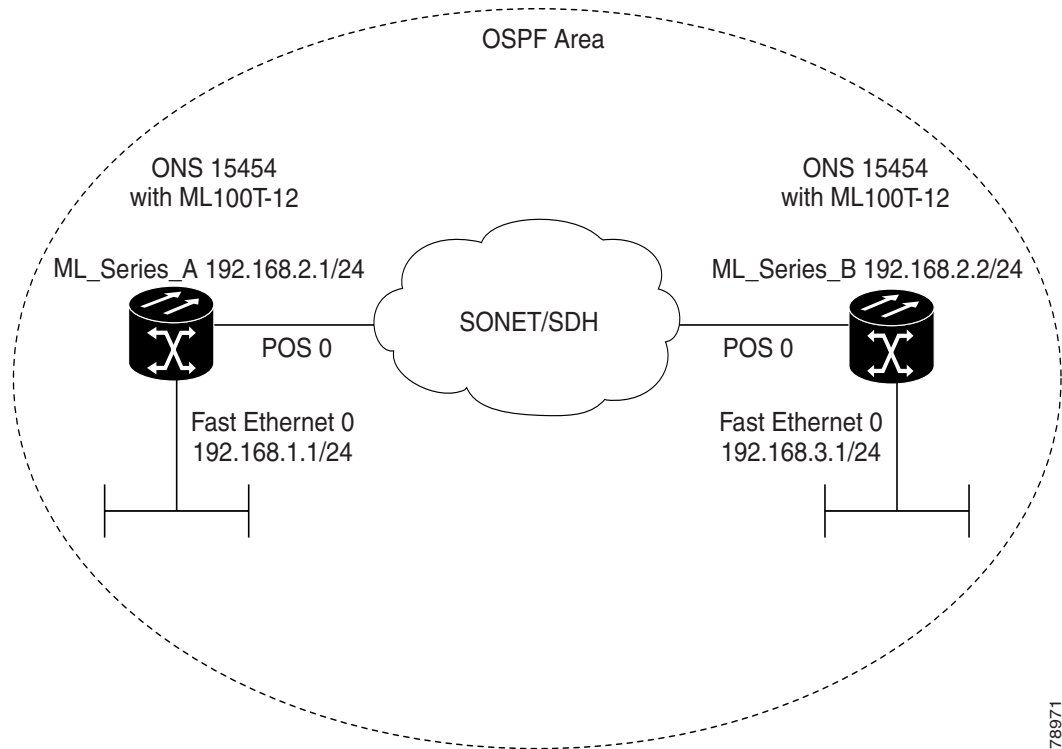 OSPF Area
ONS 15454
with ML100T-12
ONS 15454
with ML100T-12
ML_Series_A 192.168.2.1/24
ML_Series_B 192.168.2.2/24
SONET/SDH
POS 0
POS 0
Fast Ethernet 0
192.168.1.1/24
Fast Ethernet 0
192.168.3.1/24
78971